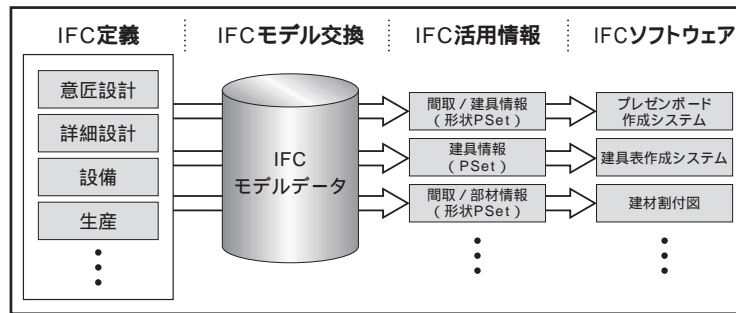 IFC定義
IFCモデル交換
IFC活用情報
IFCソフトウェア
意匠設計
詳細設計
設備
生産
IFC
モデルデータ
間取/建具情報
(形状PSet)
建具情報
(PSet)
間取/部材情報
(形状PSet)
プレゼンボード
作成システム
建具表作成システム
建材割付図